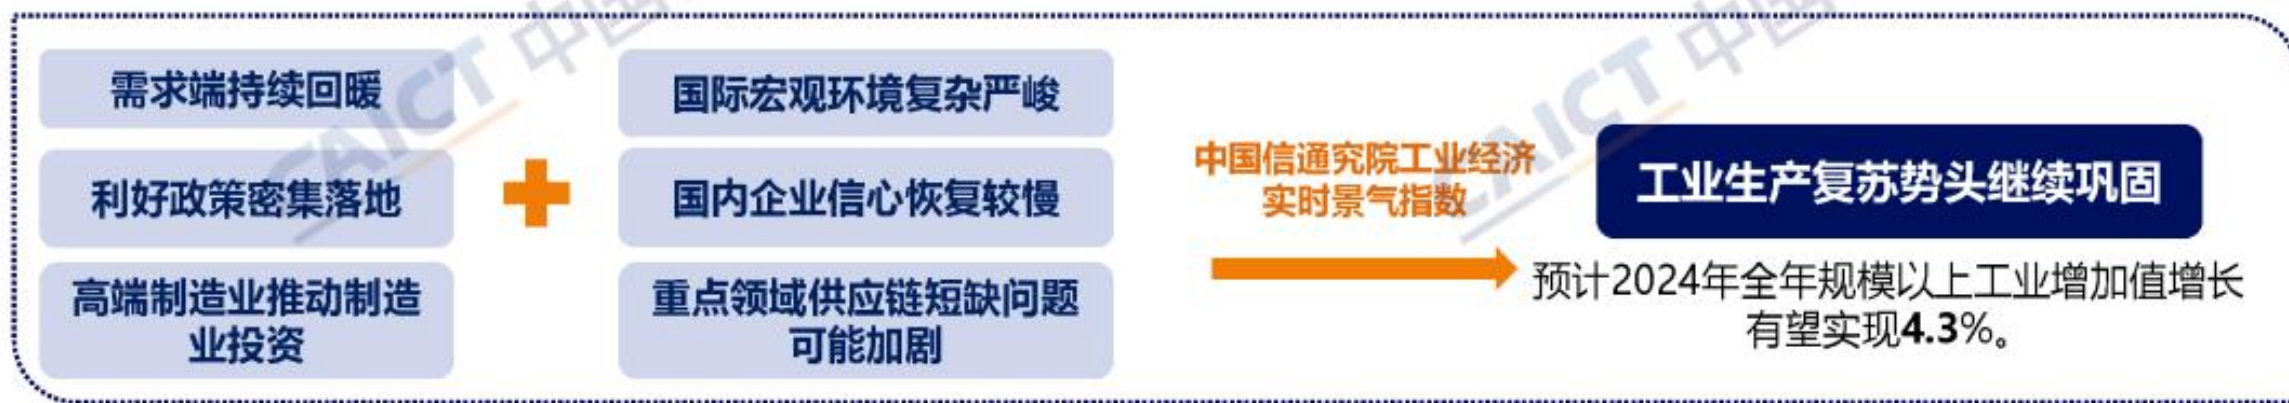 需求端持续回暖
利好政策密集落地
高端制造业推动制造
业投资
国际宏观环境复杂严峻
国内企业信心恢复较慢
重点领域供应链短缺问题
可能加剧
中国信通究院工业经济
实时景气指数
工业生产复苏势头继续巩固
预计2024年全年规模以上工业增加值增长
有望实现4.3%。
CAICT 中国
CAICT 中国